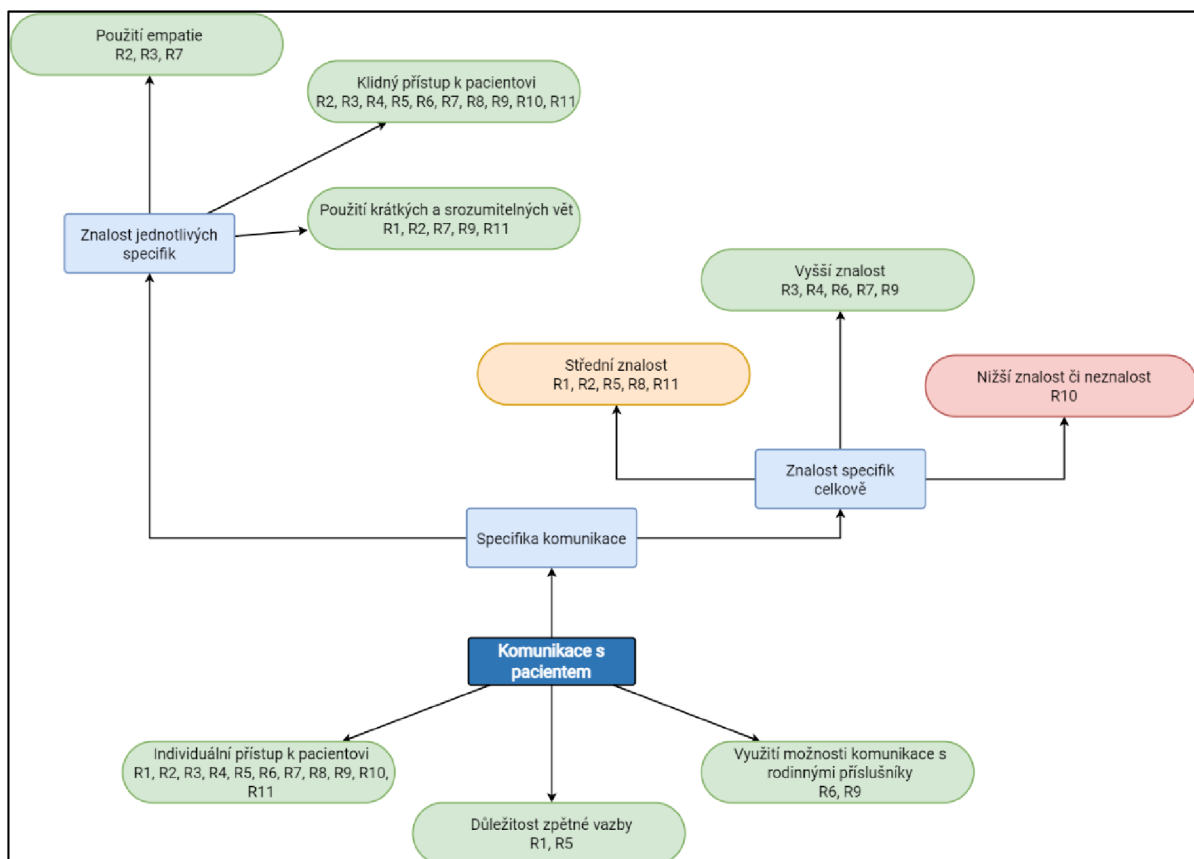 Použití empatie
R2, R3, R7
Klidný přístup k pacientovi
R2, R3, R4, R5, R6, R7, R8, R9, R10, R11
Použití krátkých a srozumitelných vět
R1, R2, R7, R9, R11
Znalost jednotlivých
specifik
Vyšší znalost
R3, R4, R6, R7, R9
Střední znalost
R1, R2, R5, R8, R11
Nižší znalost či neznalost
R10
Znalost specifik
celkově
Specifika komunikace
Komunikace s
pacientem
Individuální přístup k pacientovi
R1, R2, R3, R4, R5, R6, R7, R8, R9, R10,
R11
Využití možnosti komunikace s
rodinnými příslušníky
R6, R9
Důležitost zpětné vazby
R1, R5